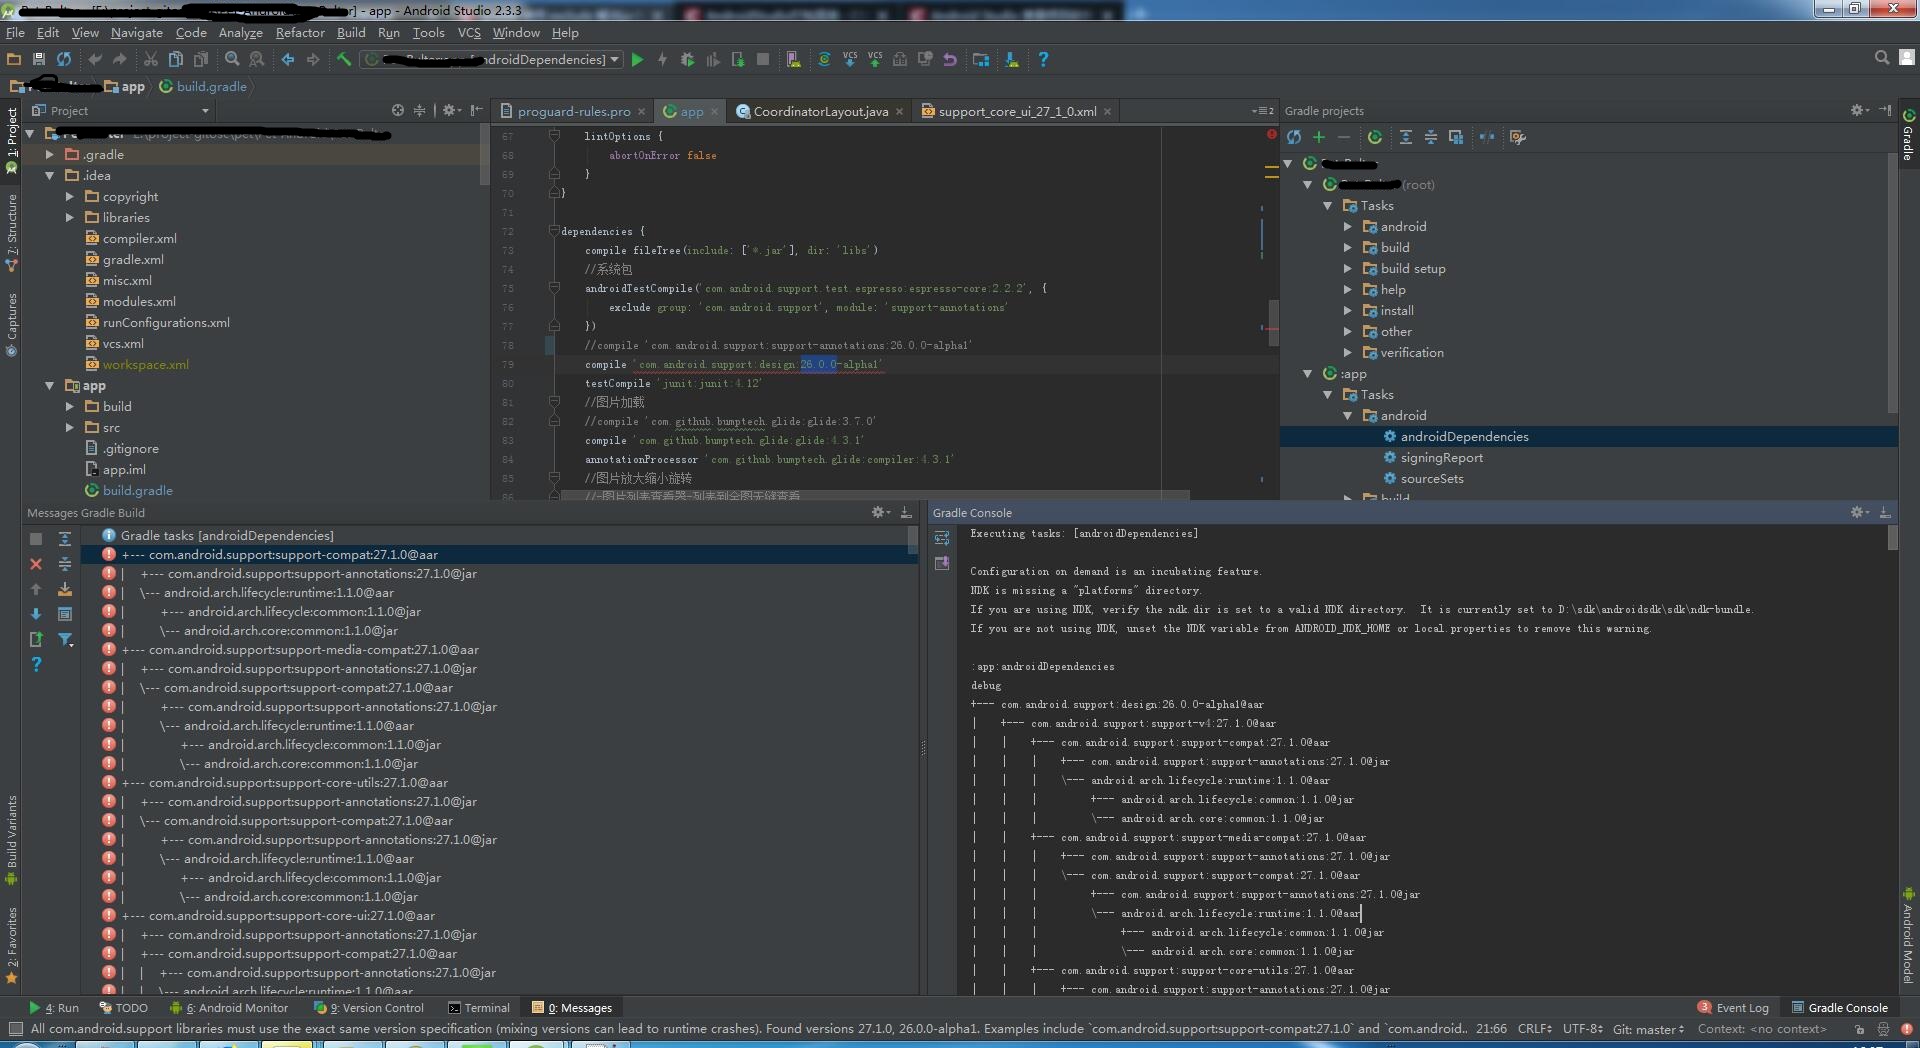 ] - app - Android Studio 2.3.3
File Edit View Navigate Code Analyze Refactor Build Run Tools VCS Window Help
[androidDependencies]
app build.gradle
Project
proguard-rules.pro
app
CoordinatorLayout.java
support_core_ui_27_1_0.xml
Gradle projects
1: Project
7: Structure
Captures
Build Variants
2: Favorites
.gradle
.idea
copyright
libraries
compiler.xml
gradle.xml
misc.xml
modules.xml
runConfigurations.xml
vcs.xml
workspace.xml
app
build
src
.gitignore
app.iml
build.gradle
67 lintOptions {
68 abortOnError false
69 }
70 }
71
72 dependencies {
73 compile fileTree(include: ['*.jar'], dir: 'libs')
74 //系统包
75 androidTestCompile('com.android.support.test.espresso:espresso-core:2.2.2', {
76 exclude group: 'com.android.support', module: 'support-annotations'
77 })
78 //compile 'com.android.support:support-annotations:26.0.0-alpha1'
79 compile 'com.android.support:design:26.0.0-alpha1'
80 testCompile 'junit:junit:4.12'
81 //图片加载
82 //compile 'com.github.bumptech.glide:glide:3.7.0'
83 compile 'com.github.bumptech.glide:glide:4.3.1'
84 annotationProcessor 'com.github.bumptech.glide:compiler:4.3.1'
85 //图片放大缩小旋转
86 //-图片列表查看器-列表到全图无缝查看
(root)
Tasks
android
build
build setup
help
install
other
verification
:app
Tasks
android
androidDependencies
signingReport
sourceSets
build
Gradle
Android Model
Messages Gradle Build
Gradle tasks [androidDependencies]
+--- com.android.support:support-compat:27.1.0@aar
| +--- com.android.support:support-annotations:27.1.0@jar
| \--- android.arch.lifecycle:runtime:1.1.0@aar
| +--- android.arch.lifecycle:common:1.1.0@jar
| \--- android.arch.core:common:1.1.0@jar
+--- com.android.support:support-media-compat:27.1.0@aar
| +--- com.android.support:support-annotations:27.1.0@jar
| \--- com.android.support:support-compat:27.1.0@aar
| +--- com.android.support:support-annotations:27.1.0@jar
| \--- android.arch.lifecycle:runtime:1.1.0@aar
| +--- android.arch.lifecycle:common:1.1.0@jar
| \--- android.arch.core:common:1.1.0@jar
+--- com.android.support:support-core-utils:27.1.0@aar
| +--- com.android.support:support-annotations:27.1.0@jar
| \--- com.android.support:support-compat:27.1.0@aar
| +--- com.android.support:support-annotations:27.1.0@jar
| \--- android.arch.lifecycle:runtime:1.1.0@aar
| +--- android.arch.lifecycle:common:1.1.0@jar
| \--- android.arch.core:common:1.1.0@jar
+--- com.android.support:support-core-ui:27.1.0@aar
| +--- com.android.support:support-annotations:27.1.0@jar
| +--- com.android.support:support-compat:27.1.0@aar
| | +--- com.android.support:support-annotations:27.1.0@jar
| | \--- android.arch.lifecycle:runtime:1.1.0@aar
Gradle Console
Executing tasks: [androidDependencies]
Configuration on demand is an incubating feature.
NDK is missing a "platforms" directory.
If you are using NDK, verify the ndk.dir is set to a valid NDK directory. It is currently set to D:\sdk\androidsdk\sdk\ndk-bundle.
If you are not using NDK, unset the NDK variable from ANDROID_NDK_HOME or local.properties to remove this warning.
:app:androidDependencies
debug
+--- com.android.support:design:26.0.0-alpha1@aar
| +--- com.android.support:support-v4:27.1.0@aar
| | +--- com.android.support:support-compat:27.1.0@aar
| | | +--- com.android.support:support-annotations:27.1.0@jar
| | | \--- android.arch.lifecycle:runtime:1.1.0@aar
| | | +--- android.arch.lifecycle:common:1.1.0@jar
| | | \--- android.arch.core:common:1.1.0@jar
| | +--- com.android.support:support-media-compat:27.1.0@aar
| | | +--- com.android.support:support-annotations:27.1.0@jar
| | | \--- com.android.support:support-compat:27.1.0@aar
| | | +--- com.android.support:support-annotations:27.1.0@jar
| | | \--- android.arch.lifecycle:runtime:1.1.0@aar
| | | +--- android.arch.lifecycle:common:1.1.0@jar
| | | \--- android.arch.core:common:1.1.0@jar
| | +--- com.android.support:support-core-utils:27.1.0@aar
| | | +--- com.android.support:support-annotations:27.1.0@jar
4: Run TODO 6: Android Monitor 9: Version Control Terminal 0: Messages
3 Event Log Gradle Console
All com.android.support libraries must use the exact same version specification (mixing versions can lead to runtime crashes). Found versions 27.1.0, 26.0.0-alpha1. Examples include `com.android.support:support-compat:27.1.0` and `com.android.. 21:66 CRLF UTF-8 Git: master Context: <no context>